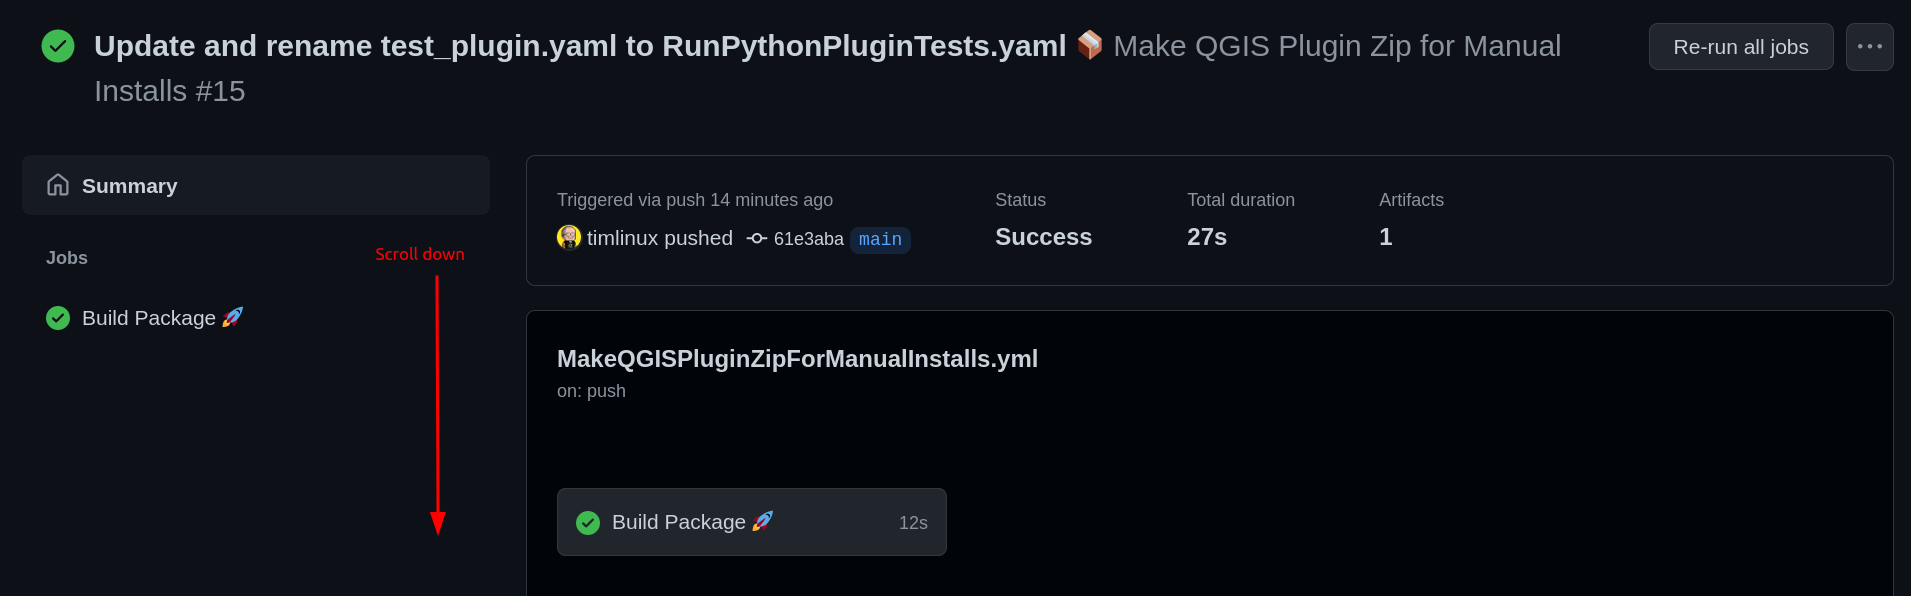 Update and rename test_plugin.yaml to RunPythonPluginTests.yaml 📦 Make QGIS Plugin Zip for Manual
Installs #15
Re-run all jobs
Summary
Jobs
Scroll down
Build Package 🚀
Triggered via push 14 minutes ago
timlinux pushed 61e3aba main
Status
Success
Total duration
27s
Artifacts
1
MakeQGISPluginZipForManualInstalls.yml
on: push
Build Package 🚀 12s